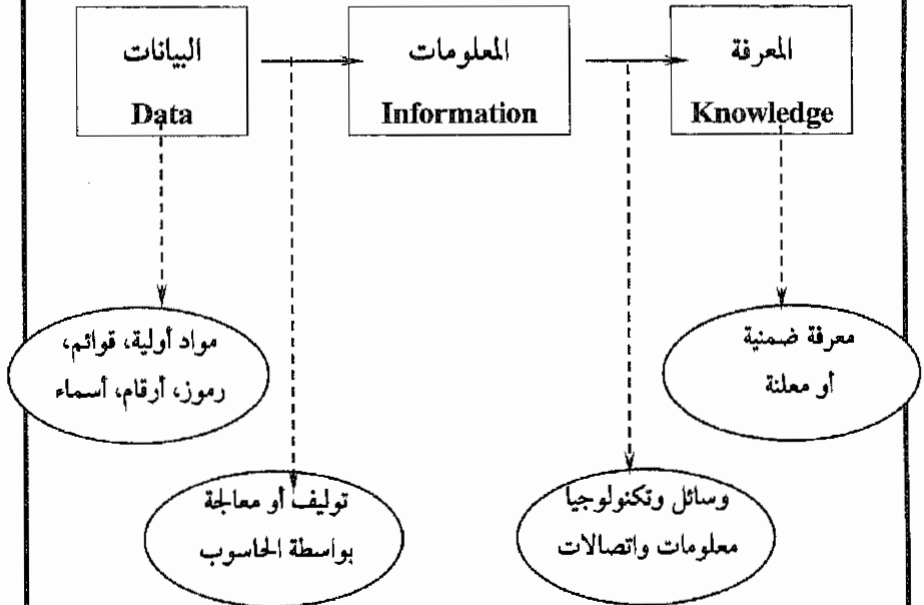 البيانات
Data
المعلومات
Information
المعرفة
Knowledge
مواد أولية، قوائم،
رموز، أرقام، أسماء
توليف أو معالجة
بواسطة الحاسوب
وسائل وتكنولوجيا
معلومات واتصالات
معرفة ضمنية
أو معلنة